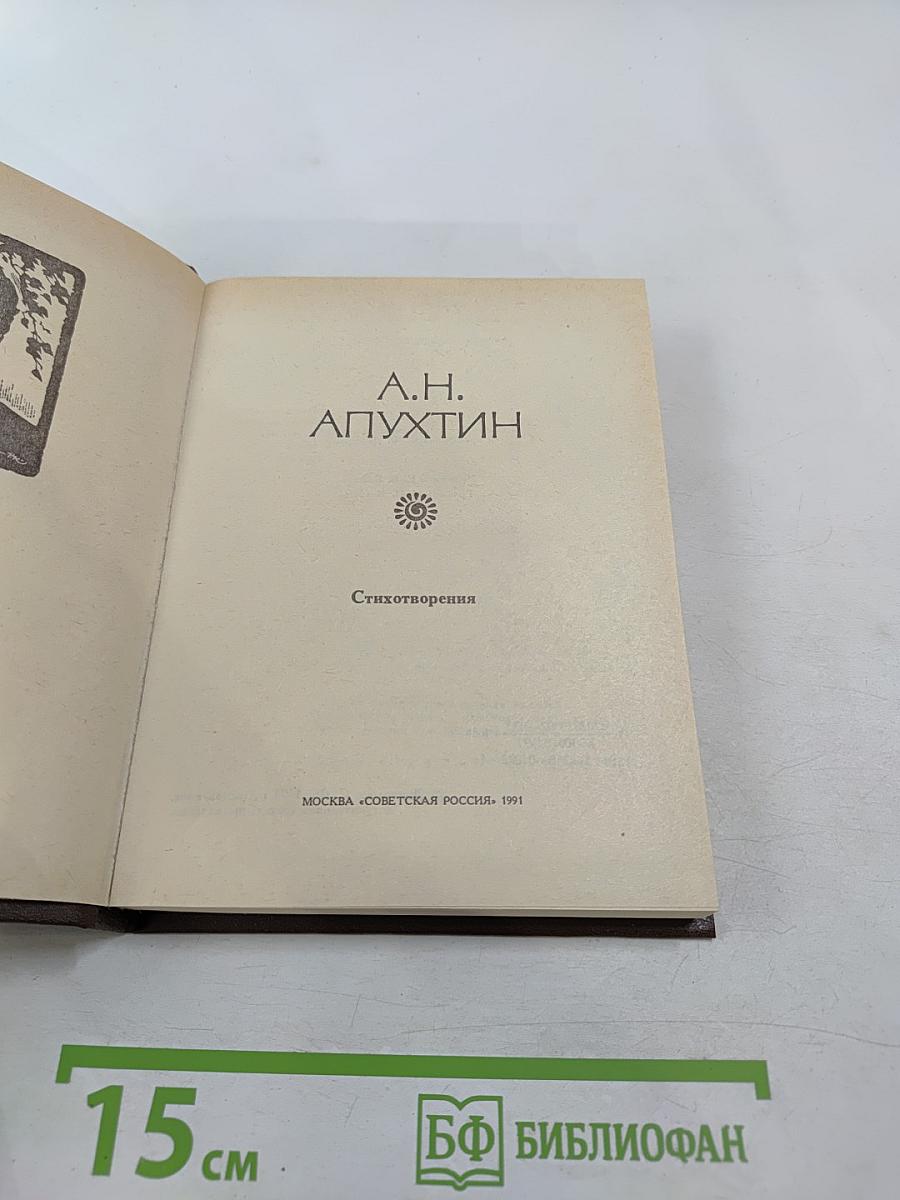 А.Н.
АПУХТИН
Стихотворения
МОСКВА «СОВЕТСКАЯ РОССИЯ» 1991
15 см
БФ БИБЛИОФАН